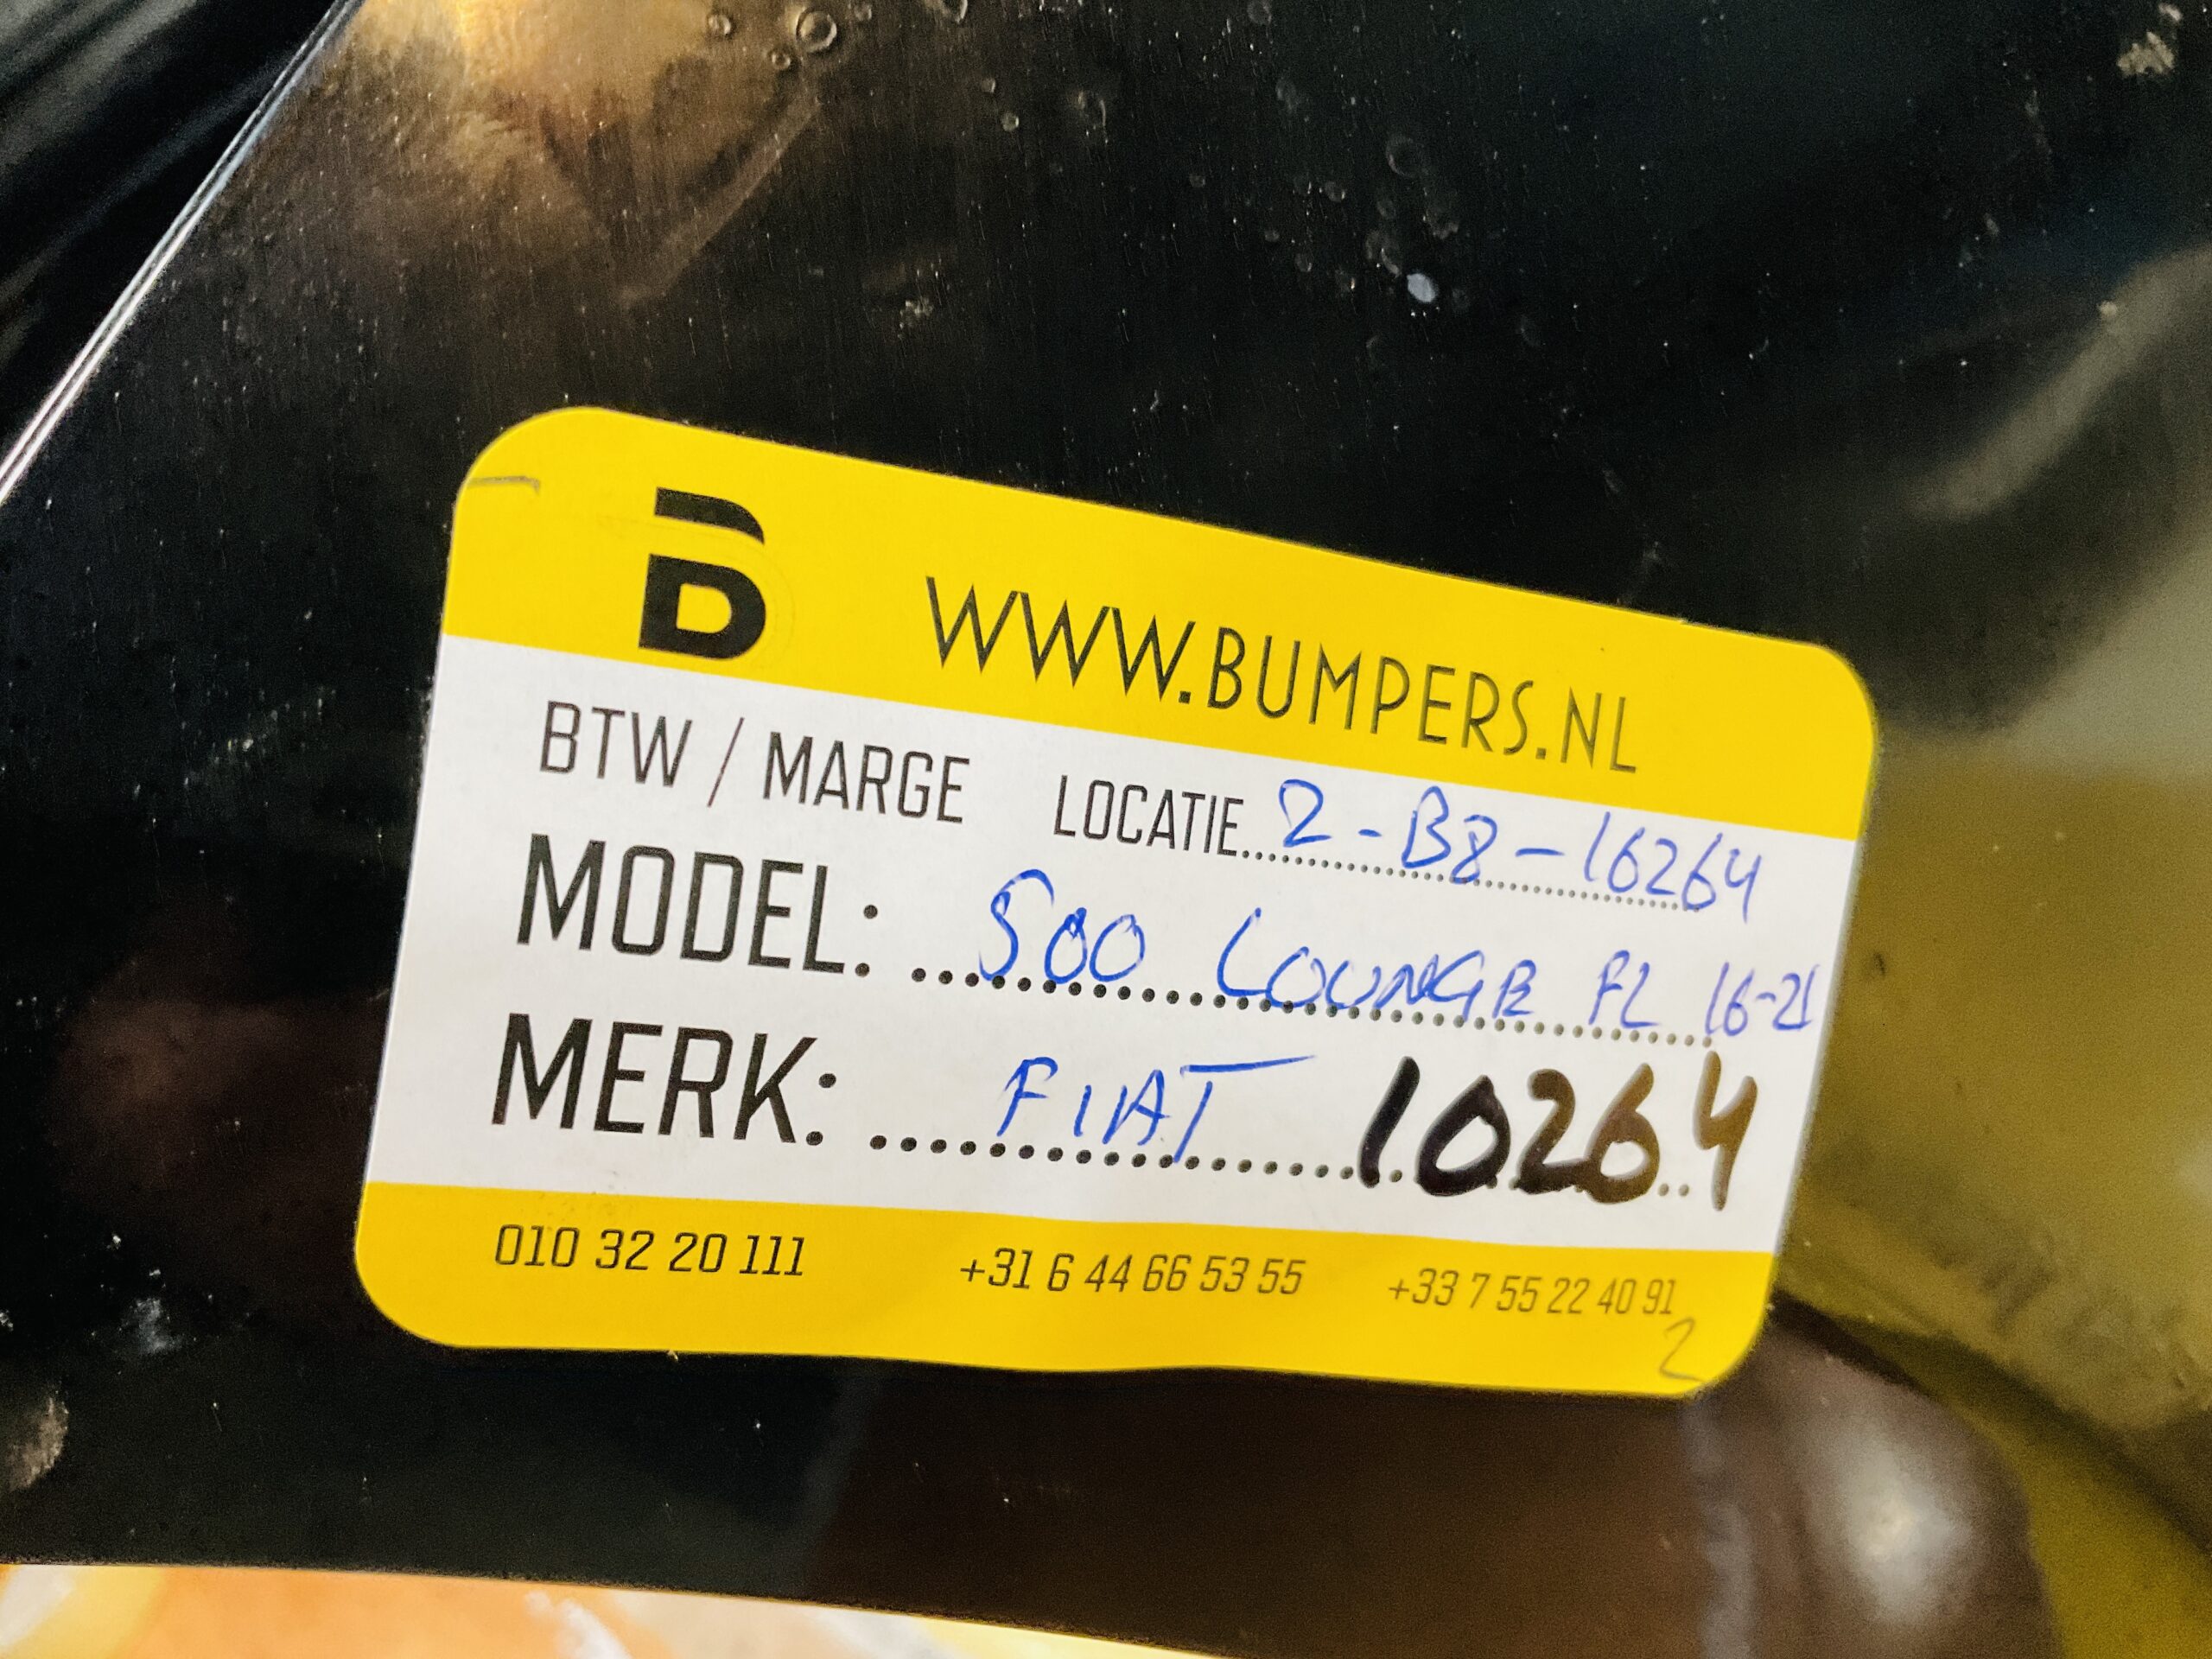 B WWW.BUMPERS.NL
BTW / MARGE LOCATIE 2-B8-16264
MODEL: 500 LOUNGE FL 16-21
MERK: FIAT 10264
010 32 20 111 +31 6 44 66 53 55 +33 7 55 22 40 91
2